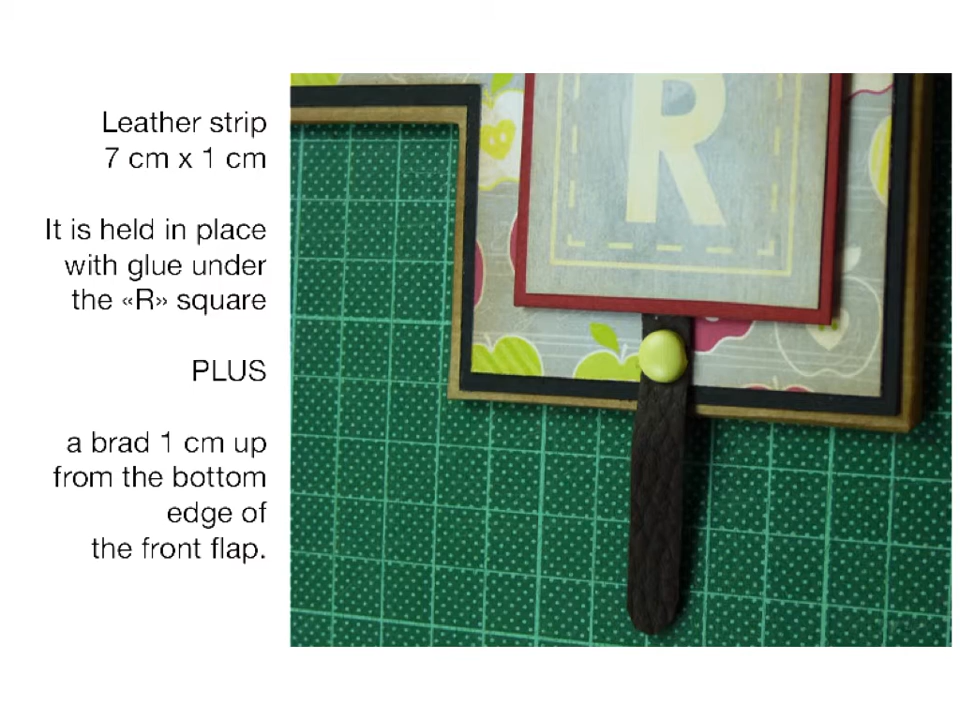 Leather strip
7 cm x 1 cm
It is held in place
with glue under
the «R» square
PLUS
a brad 1 cm up
from the bottom
edge of
the front flap.
R